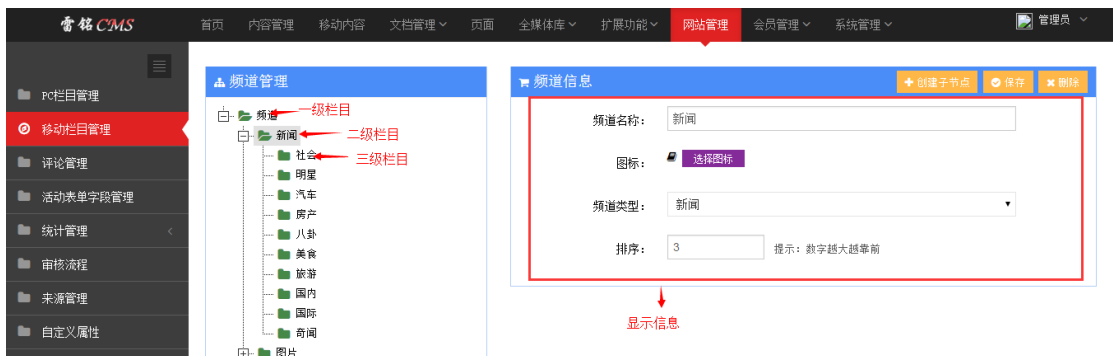 雷铭CMS
首页 内容管理 移动内容 文档管理 页面 全媒体库 扩展功能 网站管理 会员管理 系统管理 管理员
PC栏目管理
移动栏目管理
评论管理
活动表单字段管理
统计管理
审核流程
来源管理
自定义属性
频道管理
频道 一级栏目
新闻 二级栏目
社会 三级栏目
明星
汽车
房产
八卦
美食
旅游
国内
国际
奇闻
图片
频道信息 创建子节点 保存 删除
频道名称: 新闻
图标: 选择图标
频道类型: 新闻
排序: 3 提示:数字越大越靠前
显示信息